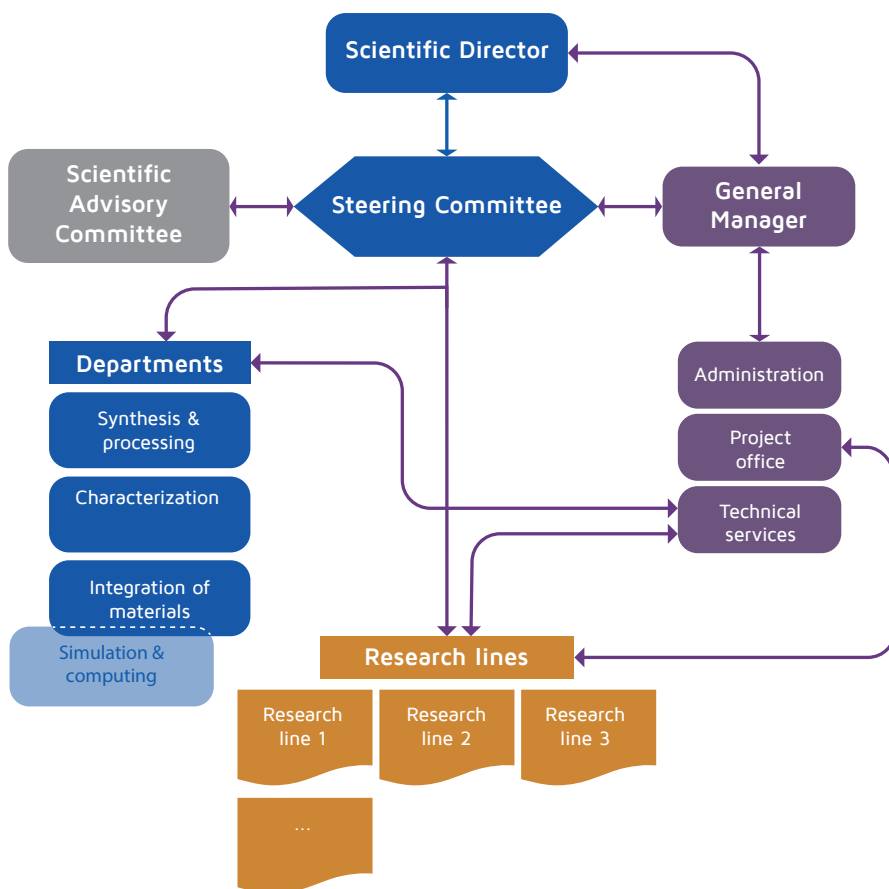 Scientific Director
Scientific
Advisory
Committee
Steering Committee
General
Manager
Departments
Synthesis &
processing
Characterization
Integration of
materials
Simulation &
computing
Administration
Project
office
Technical
services
Research lines
Research
line 1
Research
line 2
Research
line 3
...